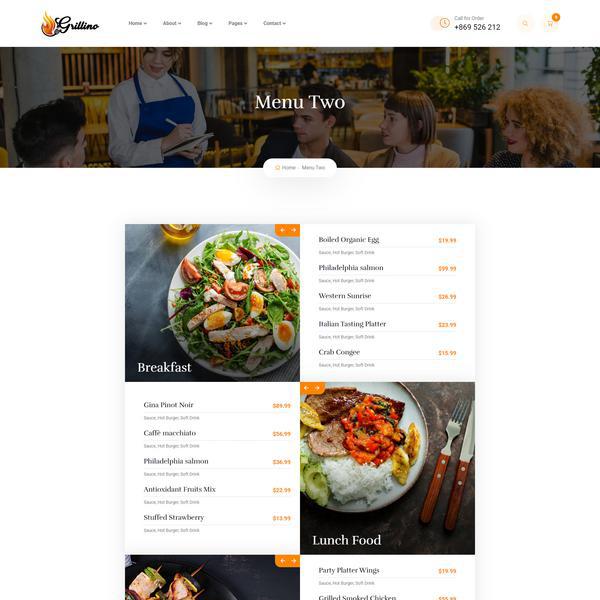 Grillino
Home
About
Blog
Pages
Contact
Call for Order
+869 526 212
Menu Two
Home - Menu Two
Breakfast
Boiled Organic Egg $19.99
Sauce, Hot Burger, Soft Drink
Philadelphia salmon $99.99
Sauce, Hot Burger, Soft Drink
Western Sunrise $26.99
Sauce, Hot Burger, Soft Drink
Italian Tasting Platter $23.99
Sauce, Hot Burger, Soft Drink
Crab Congee $15.99
Sauce, Hot Burger, Soft Drink
Gina Pinot Noir $89.99
Sauce, Hot Burger, Soft Drink
Caffè macchiato $56.99
Sauce, Hot Burger, Soft Drink
Philadelphia salmon $36.99
Sauce, Hot Burger, Soft Drink
Antioxidant Fruits Mix $22.99
Sauce, Hot Burger, Soft Drink
Stuffed Strawberry $13.99
Sauce, Hot Burger, Soft Drink
Lunch Food
Party Platter Wings $19.99
Sauce, Hot Burger, Soft Drink
Grilled Smoked Chicken $55.99